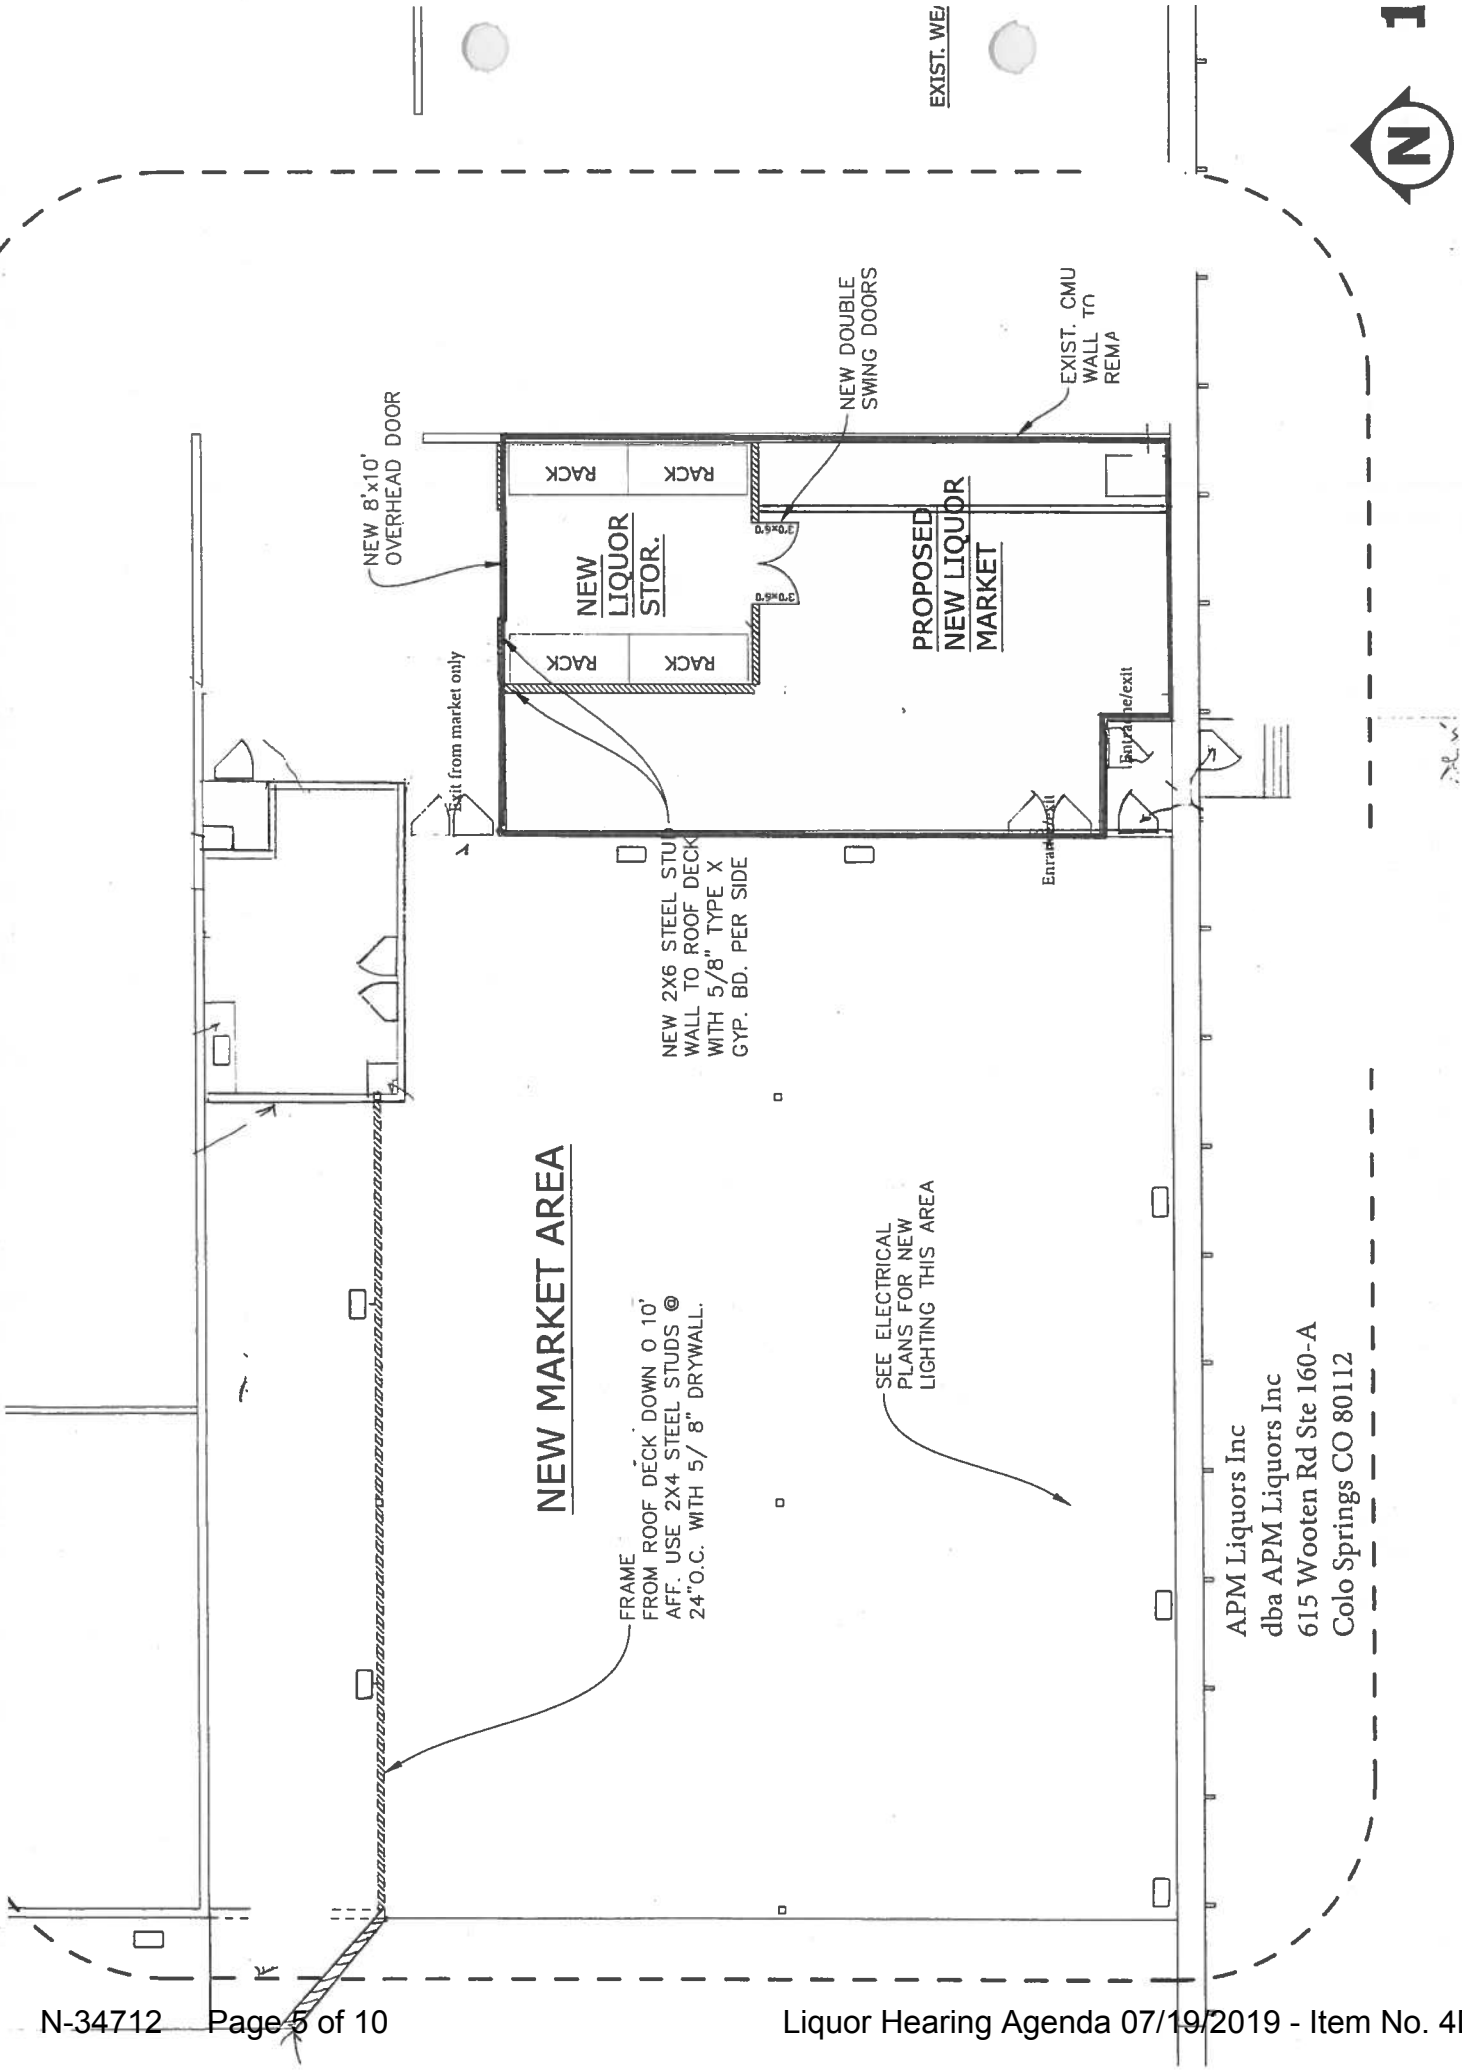 EXIST. WEA
1
N
NEW 8'x10'
OVERHEAD DOOR
Exit from market only
RACK
RACK
RACK
RACK
NEW
LIQUOR
STOR.
3'0x6'0
3'0x6'0
NEW DOUBLE
SWING DOORS
PROPOSED
NEW LIQUOR
MARKET
EXIST. CMU
WALL TO
REMA
NEW 2X6 STEEL STUD
WALL TO ROOF DECK
WITH 5/8" TYPE X
GYP. BD. PER SIDE
NEW MARKET AREA
FRAME
FROM ROOF DECK DOWN O 10'
AFF. USE 2X4 STEEL STUDS @
24"O.C. WITH 5/ 8" DRYWALL.
SEE ELECTRICAL
PLANS FOR NEW
LIGHTING THIS AREA
APM Liquors Inc
dba APM Liquors Inc
615 Wooten Rd Ste 160-A
Colo Springs CO 80112
N-34712 Page 5 of 10
Liquor Hearing Agenda 07/19/2019 - Item No. 4